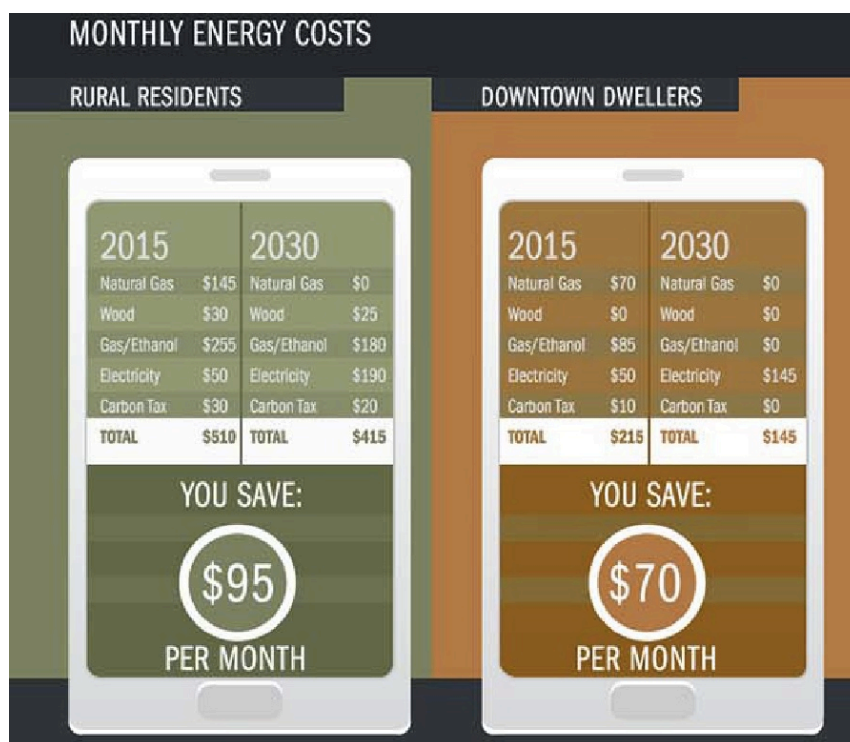 MONTHLY ENERGY COSTS
RURAL RESIDENTS
2015 2030
Natural Gas $145 Natural Gas $0
Wood $30 Wood $25
Gas/Ethanol $255 Gas/Ethanol $180
Electricity $50 Electricity $190
Carbon Tax $30 Carbon Tax $20
TOTAL $510 TOTAL $415
YOU SAVE:
$95
PER MONTH
DOWNTOWN DWELLERS
2015 2030
Natural Gas $70 Natural Gas $0
Wood $0 Wood $0
Gas/Ethanol $85 Gas/Ethanol $0
Electricity $50 Electricity $145
Carbon Tax $10 Carbon Tax $0
TOTAL $215 TOTAL $145
YOU SAVE:
$70
PER MONTH